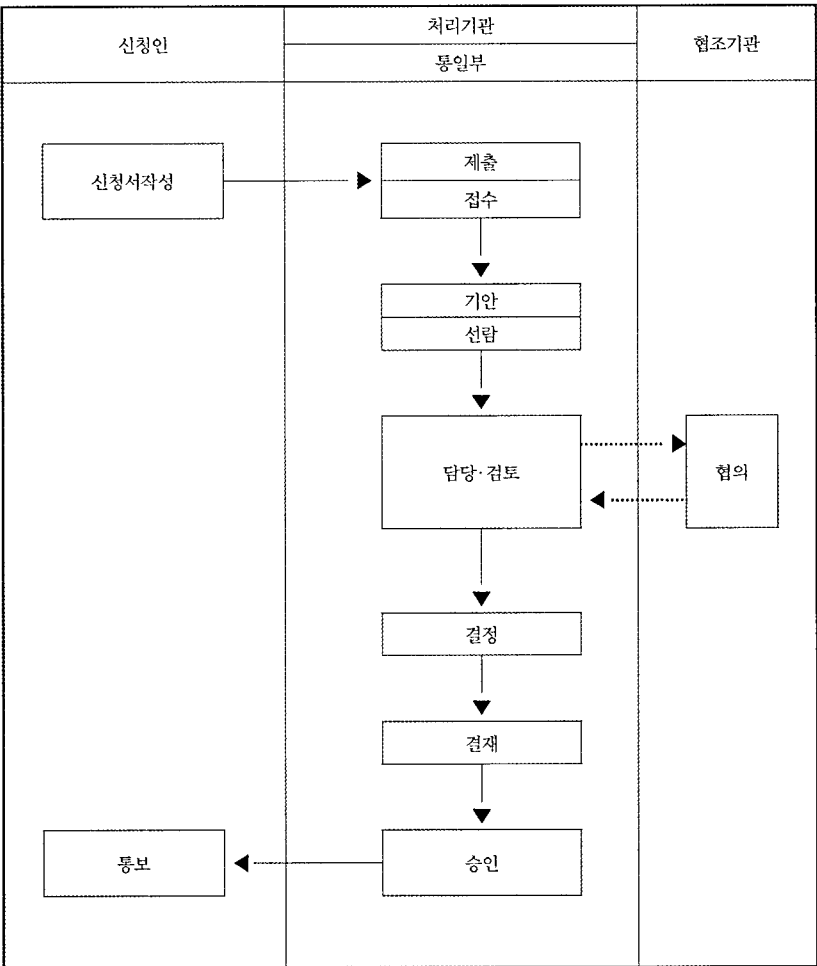 신청인
처리기관
통일부
협조기관
신청서작성
제출
접수
기안
선람
담당·검토
협의
결정
결재
통보
승인